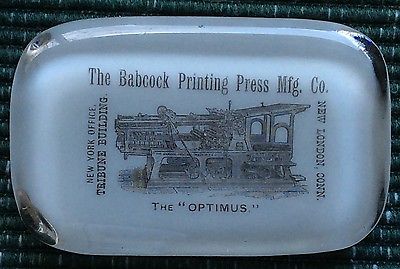 The Babcock Printing Press Mfg. Co.
NEW YORK OFFICE,
TRIBUNE BUILDING.
NEW LONDON, CONN.
THE "OPTIMUS."